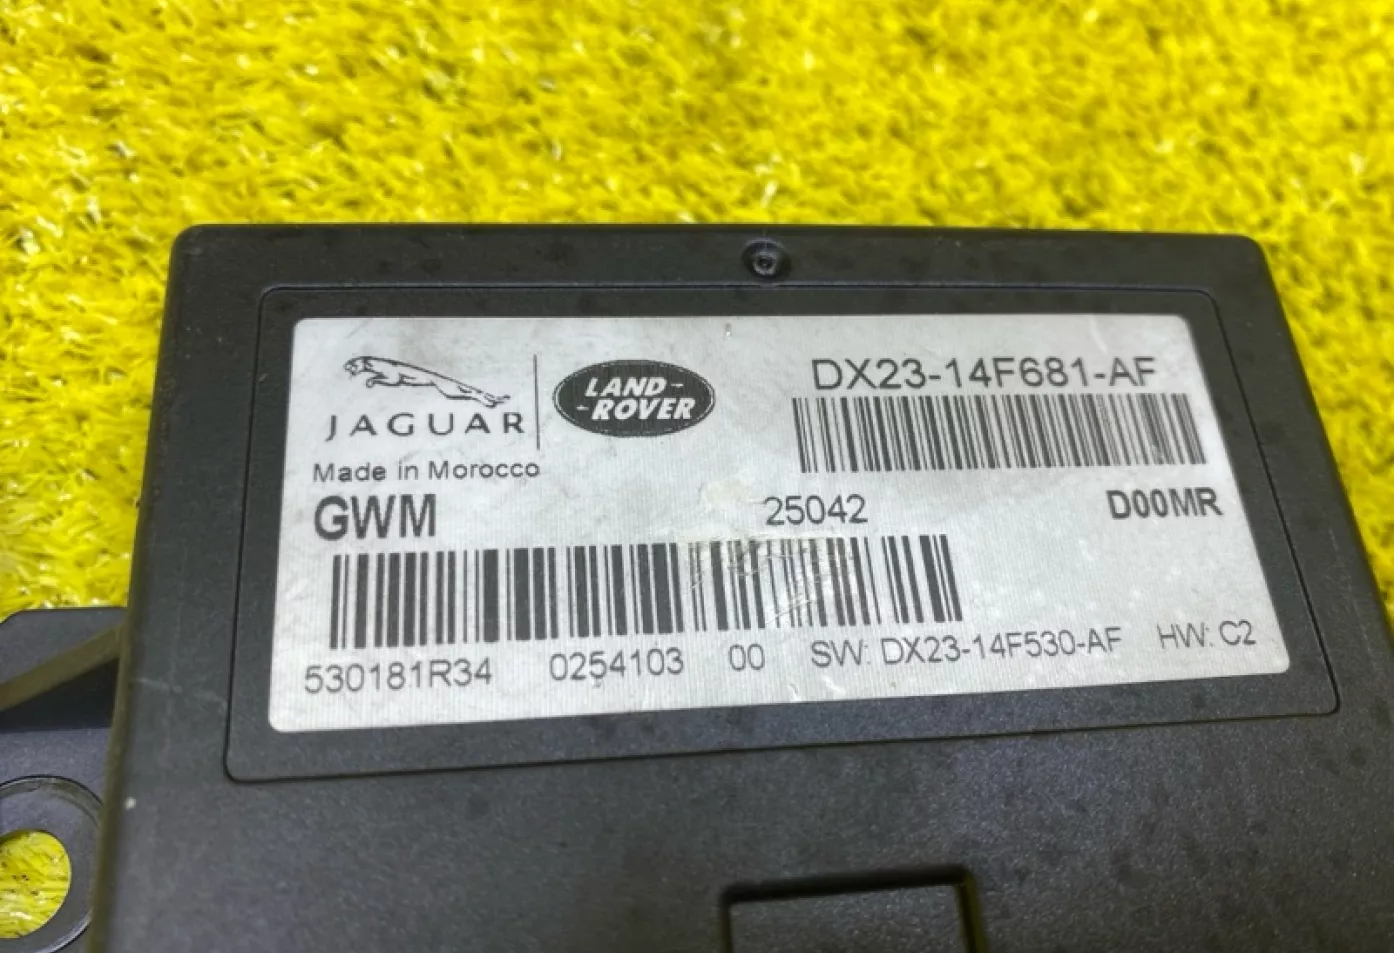 JAGUAR
LAND-
-ROVER
DX23-14F681-AF
Made in Morocco
GWM 25042 D00MR
530181R34 0254103 00 SW: DX23-14F530-AF HW: C2